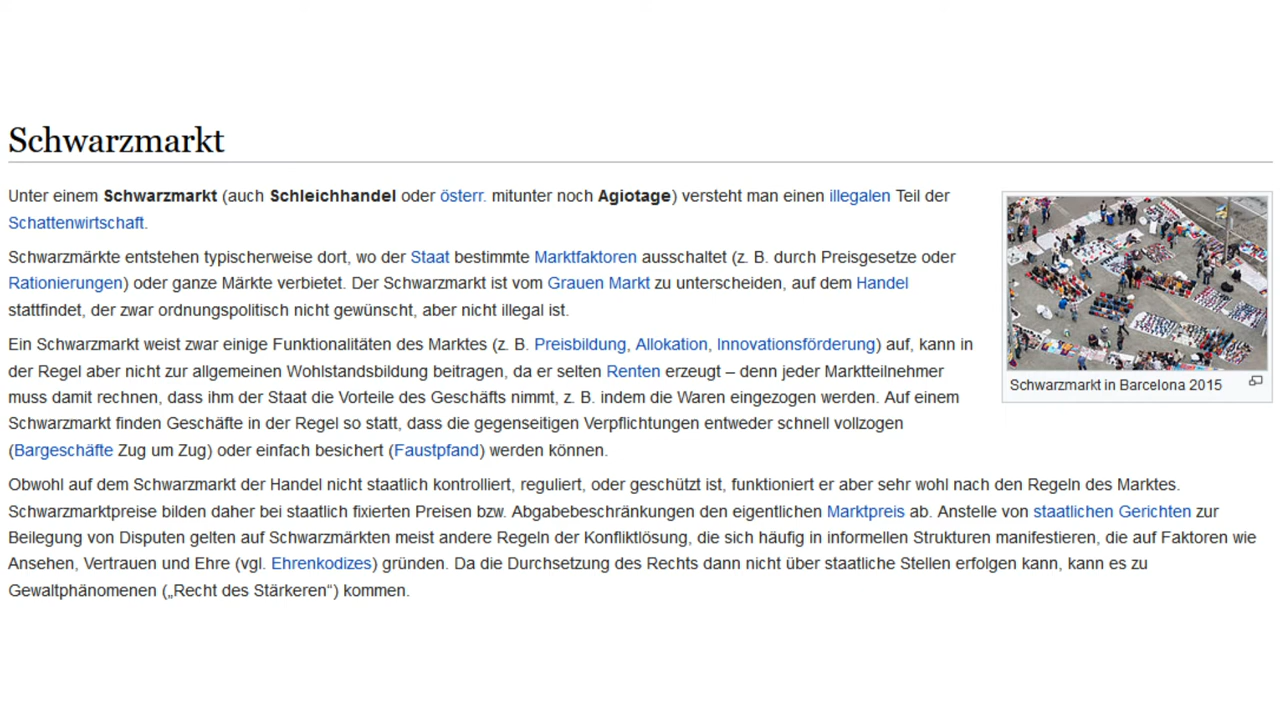 Schwarzmarkt
Unter einem Schwarzmarkt (auch Schleichhandel oder österr. mitunter noch Agiotage) versteht man einen illegalen Teil der
Schattenwirtschaft.
Schwarzmärkte entstehen typischerweise dort, wo der Staat bestimmte Marktfaktoren ausschaltet (z. B. durch Preisgesetze oder
Rationierungen) oder ganze Märkte verbietet. Der Schwarzmarkt ist vom Grauen Markt zu unterscheiden, auf dem Handel
stattfindet, der zwar ordnungspolitisch nicht gewünscht, aber nicht illegal ist.
Ein Schwarzmarkt weist zwar einige Funktionalitäten des Marktes (z. B. Preisbildung, Allokation, Innovationsförderung) auf, kann in
der Regel aber nicht zur allgemeinen Wohlstandsbildung beitragen, da er selten Renten erzeugt – denn jeder Marktteilnehmer
muss damit rechnen, dass ihm der Staat die Vorteile des Geschäfts nimmt, z. B. indem die Waren eingezogen werden. Auf einem
Schwarzmarkt finden Geschäfte in der Regel so statt, dass die gegenseitigen Verpflichtungen entweder schnell vollzogen
(Bargeschäfte Zug um Zug) oder einfach besichert (Faustpfand) werden können.
Schwarzmarkt in Barcelona 2015
Obwohl auf dem Schwarzmarkt der Handel nicht staatlich kontrolliert, reguliert, oder geschützt ist, funktioniert er aber sehr wohl nach den Regeln des Marktes.
Schwarzmarktpreise bilden daher bei staatlich fixierten Preisen bzw. Abgabebeschränkungen den eigentlichen Marktpreis ab. Anstelle von staatlichen Gerichten zur
Beilegung von Disputen gelten auf Schwarzmärkten meist andere Regeln der Konfliktlösung, die sich häufig in informellen Strukturen manifestieren, die auf Faktoren wie
Ansehen, Vertrauen und Ehre (vgl. Ehrenkodizes) gründen. Da die Durchsetzung des Rechts dann nicht über staatliche Stellen erfolgen kann, kann es zu
Gewaltphänomenen („Recht des Stärkeren“) kommen.